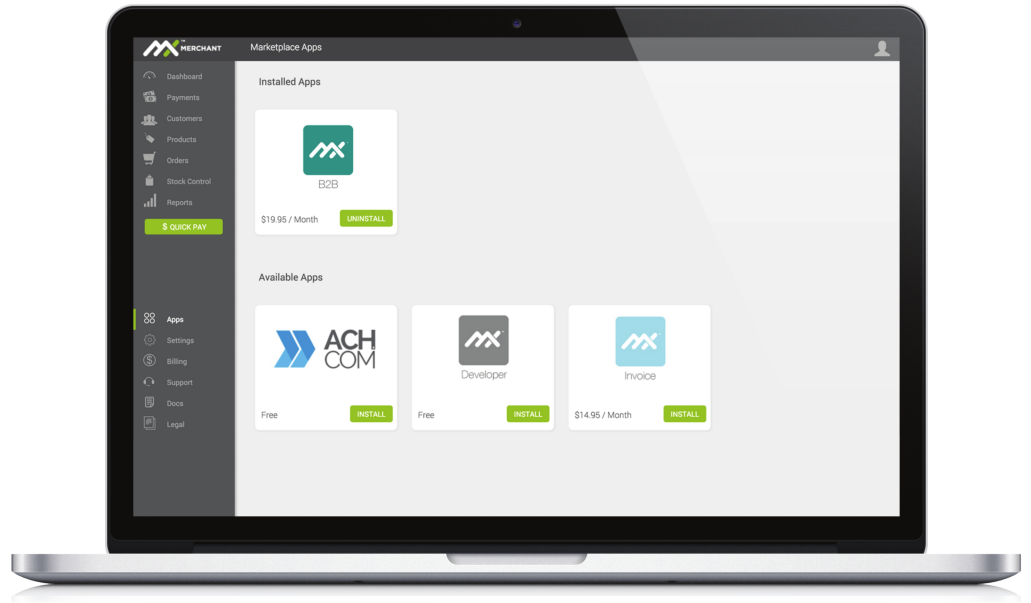 MX™ MERCHANT
Marketplace Apps
Dashboard
Payments
Customers
Products
Orders
Stock Control
Reports
$ QUICK PAY
Apps
Settings
Billing
Support
Docs
Legal
Installed Apps
B2B
$19.95 / Month
UNINSTALL
Available Apps
ACH.COM
Free
INSTALL
Developer
Free
INSTALL
Invoice
$14.95 / Month
INSTALL